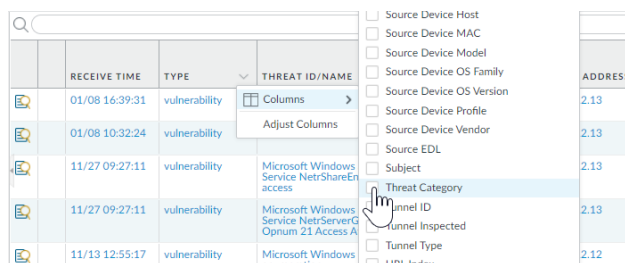 Source Device Host
Source Device MAC
Source Device Model
Source Device OS Family
Source Device OS Version
Source Device Profile
Source Device Vendor
Source EDL
Subject
Threat Category
Tunnel ID
Tunnel Inspected
Tunnel Type
RECEIVE TIME TYPE THREAT ID/NAME ADDRESS
Columns
Adjust Columns
01/08 16:39:31 vulnerability 2.13
01/08 10:32:24 vulnerability 2.13
11/27 09:27:11 vulnerability Microsoft Windows 2.13
Service NetrShareEn
access
11/27 09:27:11 vulnerability Microsoft Windows 2.13
Service NetrServerG
Opnum 21 Access A
11/13 12:55:17 vulnerability Microsoft Windows 2.12